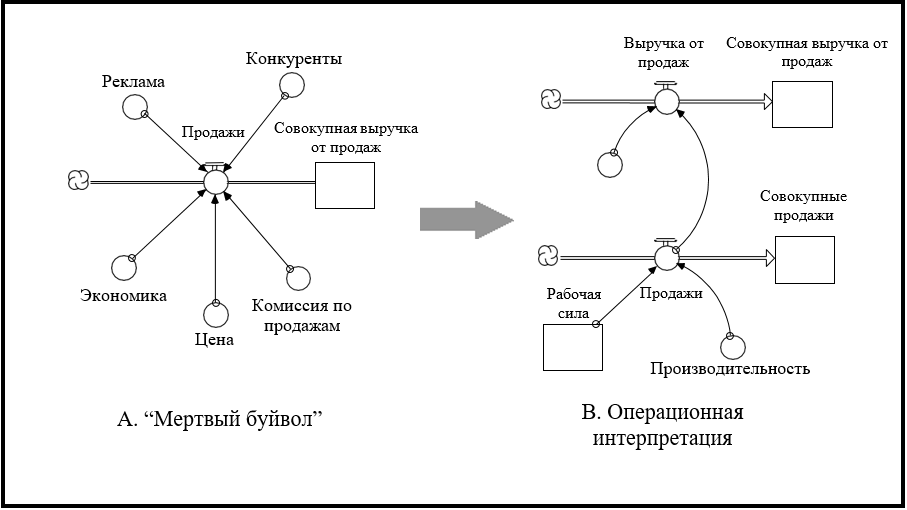 Конкуренты
Реклама
Продажи
Совокупная выручка
от продаж
Экономика
Цена
Комиссия по
продажам
А. “Мертвый буйвол”
Выручка от
продаж
Совокупная выручка от
продаж
Совокупные
продажи
Рабочая
сила
Продажи
Производительность
В. Операционная
интерпретация